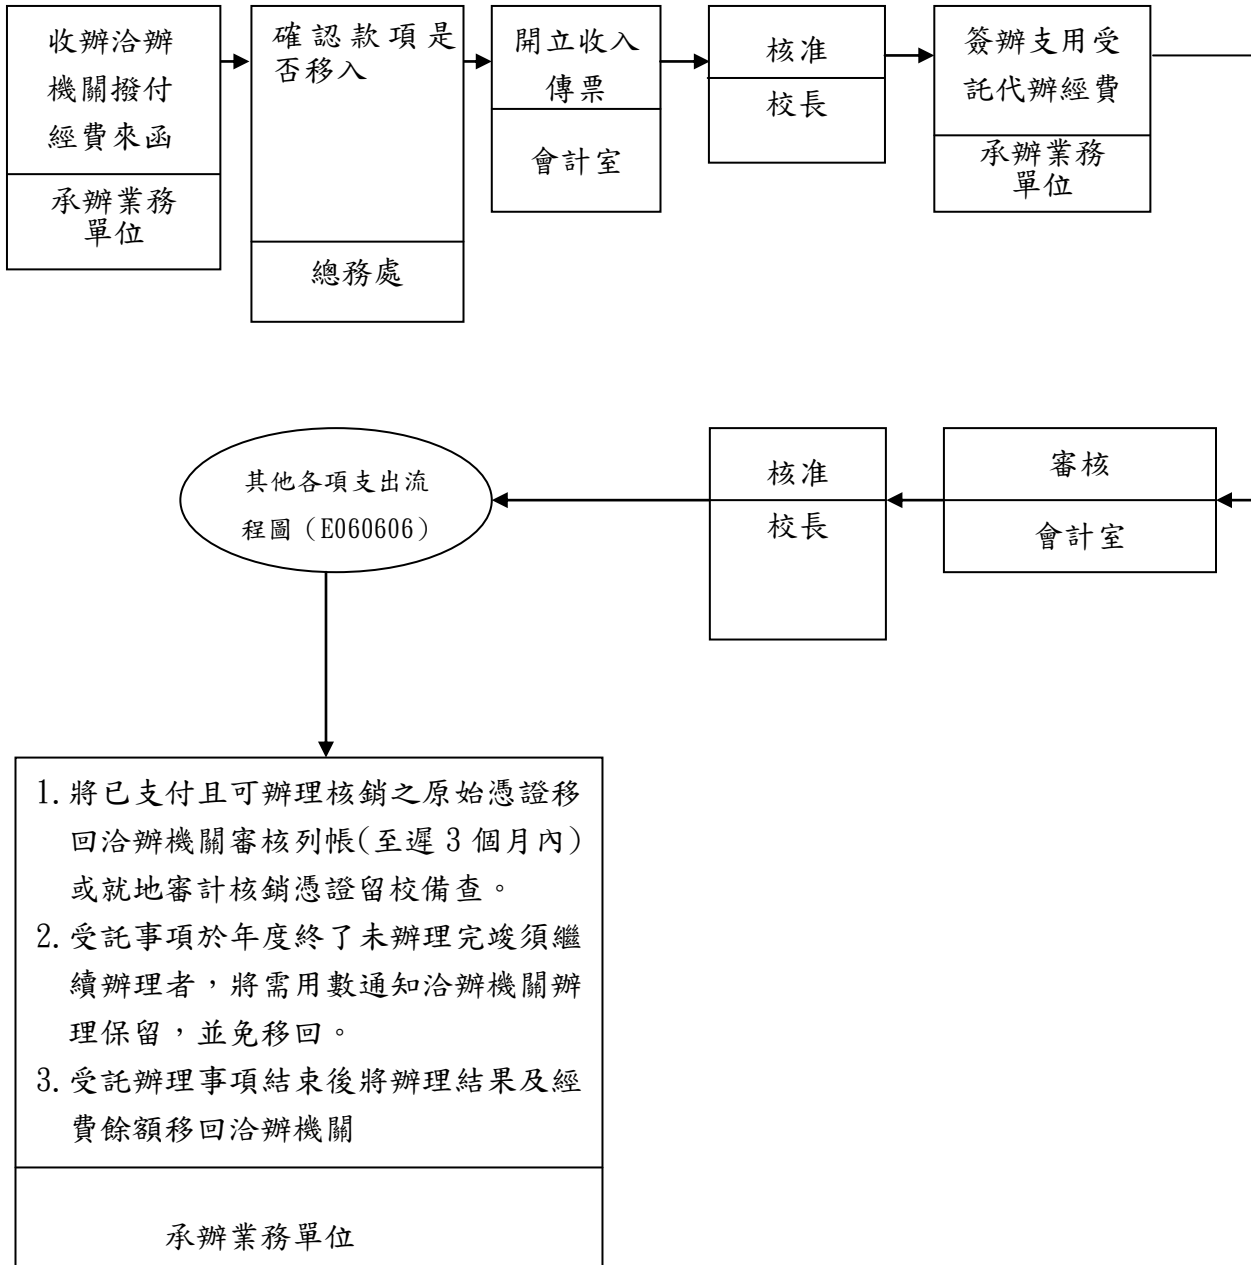 收辦洽辦
機關撥付
經費來函
承辦業務
單位
確認款項是
否移入
總務處
開立收入
傳票
會計室
核准
校長
簽辦支用受
託代辦經費
承辦業務
單位
審核
會計室
核准
校長
其他各項支出流
程圖（E060606）
1. 將已支付且可辦理核銷之原始憑證移
回洽辦機關審核列帳(至遲 3 個月內)
或就地審計核銷憑證留校備查。
2. 受託事項於年度終了未辦理完竣須繼
續辦理者，將需用數通知洽辦機關辦
理保留，並免移回。
3. 受託辦理事項結束後將辦理結果及經
費餘額移回洽辦機關
承辦業務單位